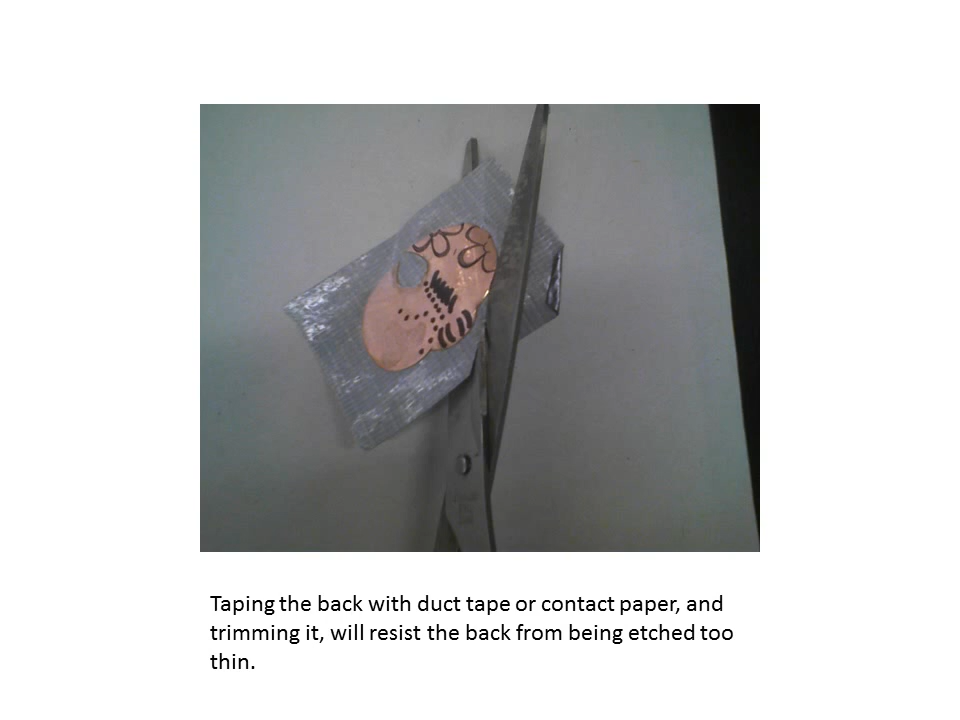 Taping the back with duct tape or contact paper, and
trimming it, will resist the back from being etched too
thin.